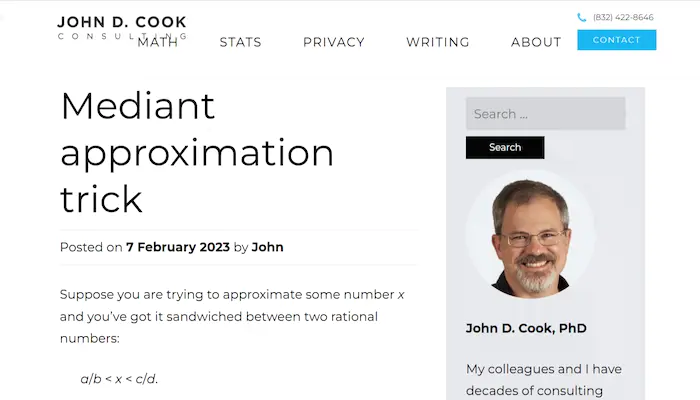 JOHN D. COOK
CONSULTING
(832) 422-8646
MATH STATS PRIVACY WRITING ABOUT
CONTACT
Mediant
approximation
trick
Posted on 7 February 2023 by John
Suppose you are trying to approximate some number x
and you’ve got it sandwiched between two rational
numbers:
a/b < x < c/d.
Search ...
Search
John D. Cook, PhD
My colleagues and I have
decades of consulting